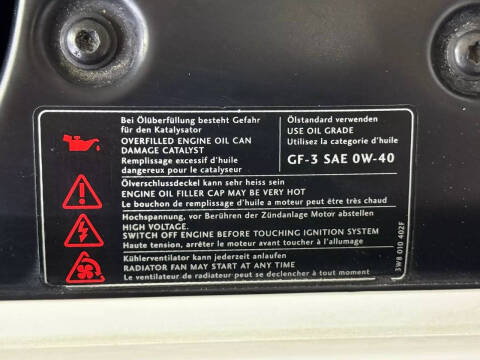 Bei Ölüberfüllung besteht Gefahr
für den Katalysator
OVERFILLED ENGINE OIL CAN
DAMAGE CATALYST
Remplissage excessif d'huile
dangereux pour le catalyseur
Ölstandard verwenden
USE OIL GRADE
Utilisez la categorie d'huile
GF-3 SAE 0W-40
Ölverschlussdeckel kann sehr heiss sein
ENGINE OIL FILLER CAP MAY BE VERY HOT
Le bouchon de remplissage d'huile a moteur peut être très chaud
Hochspannung, vor Berühren der Zündanlage Motor abstellen
HIGH VOLTAGE.
SWITCH OFF ENGINE BEFORE TOUCHING IGNITION SYSTEM
Haute tension, arrêter le moteur avant toucher à l'allumage
Kühlerventilator kann jederzeit anlaufen
RADIATOR FAN MAY START AT ANY TIME
Le ventilateur de radiateur peut se declencher à tout moment
3W8 010 402F